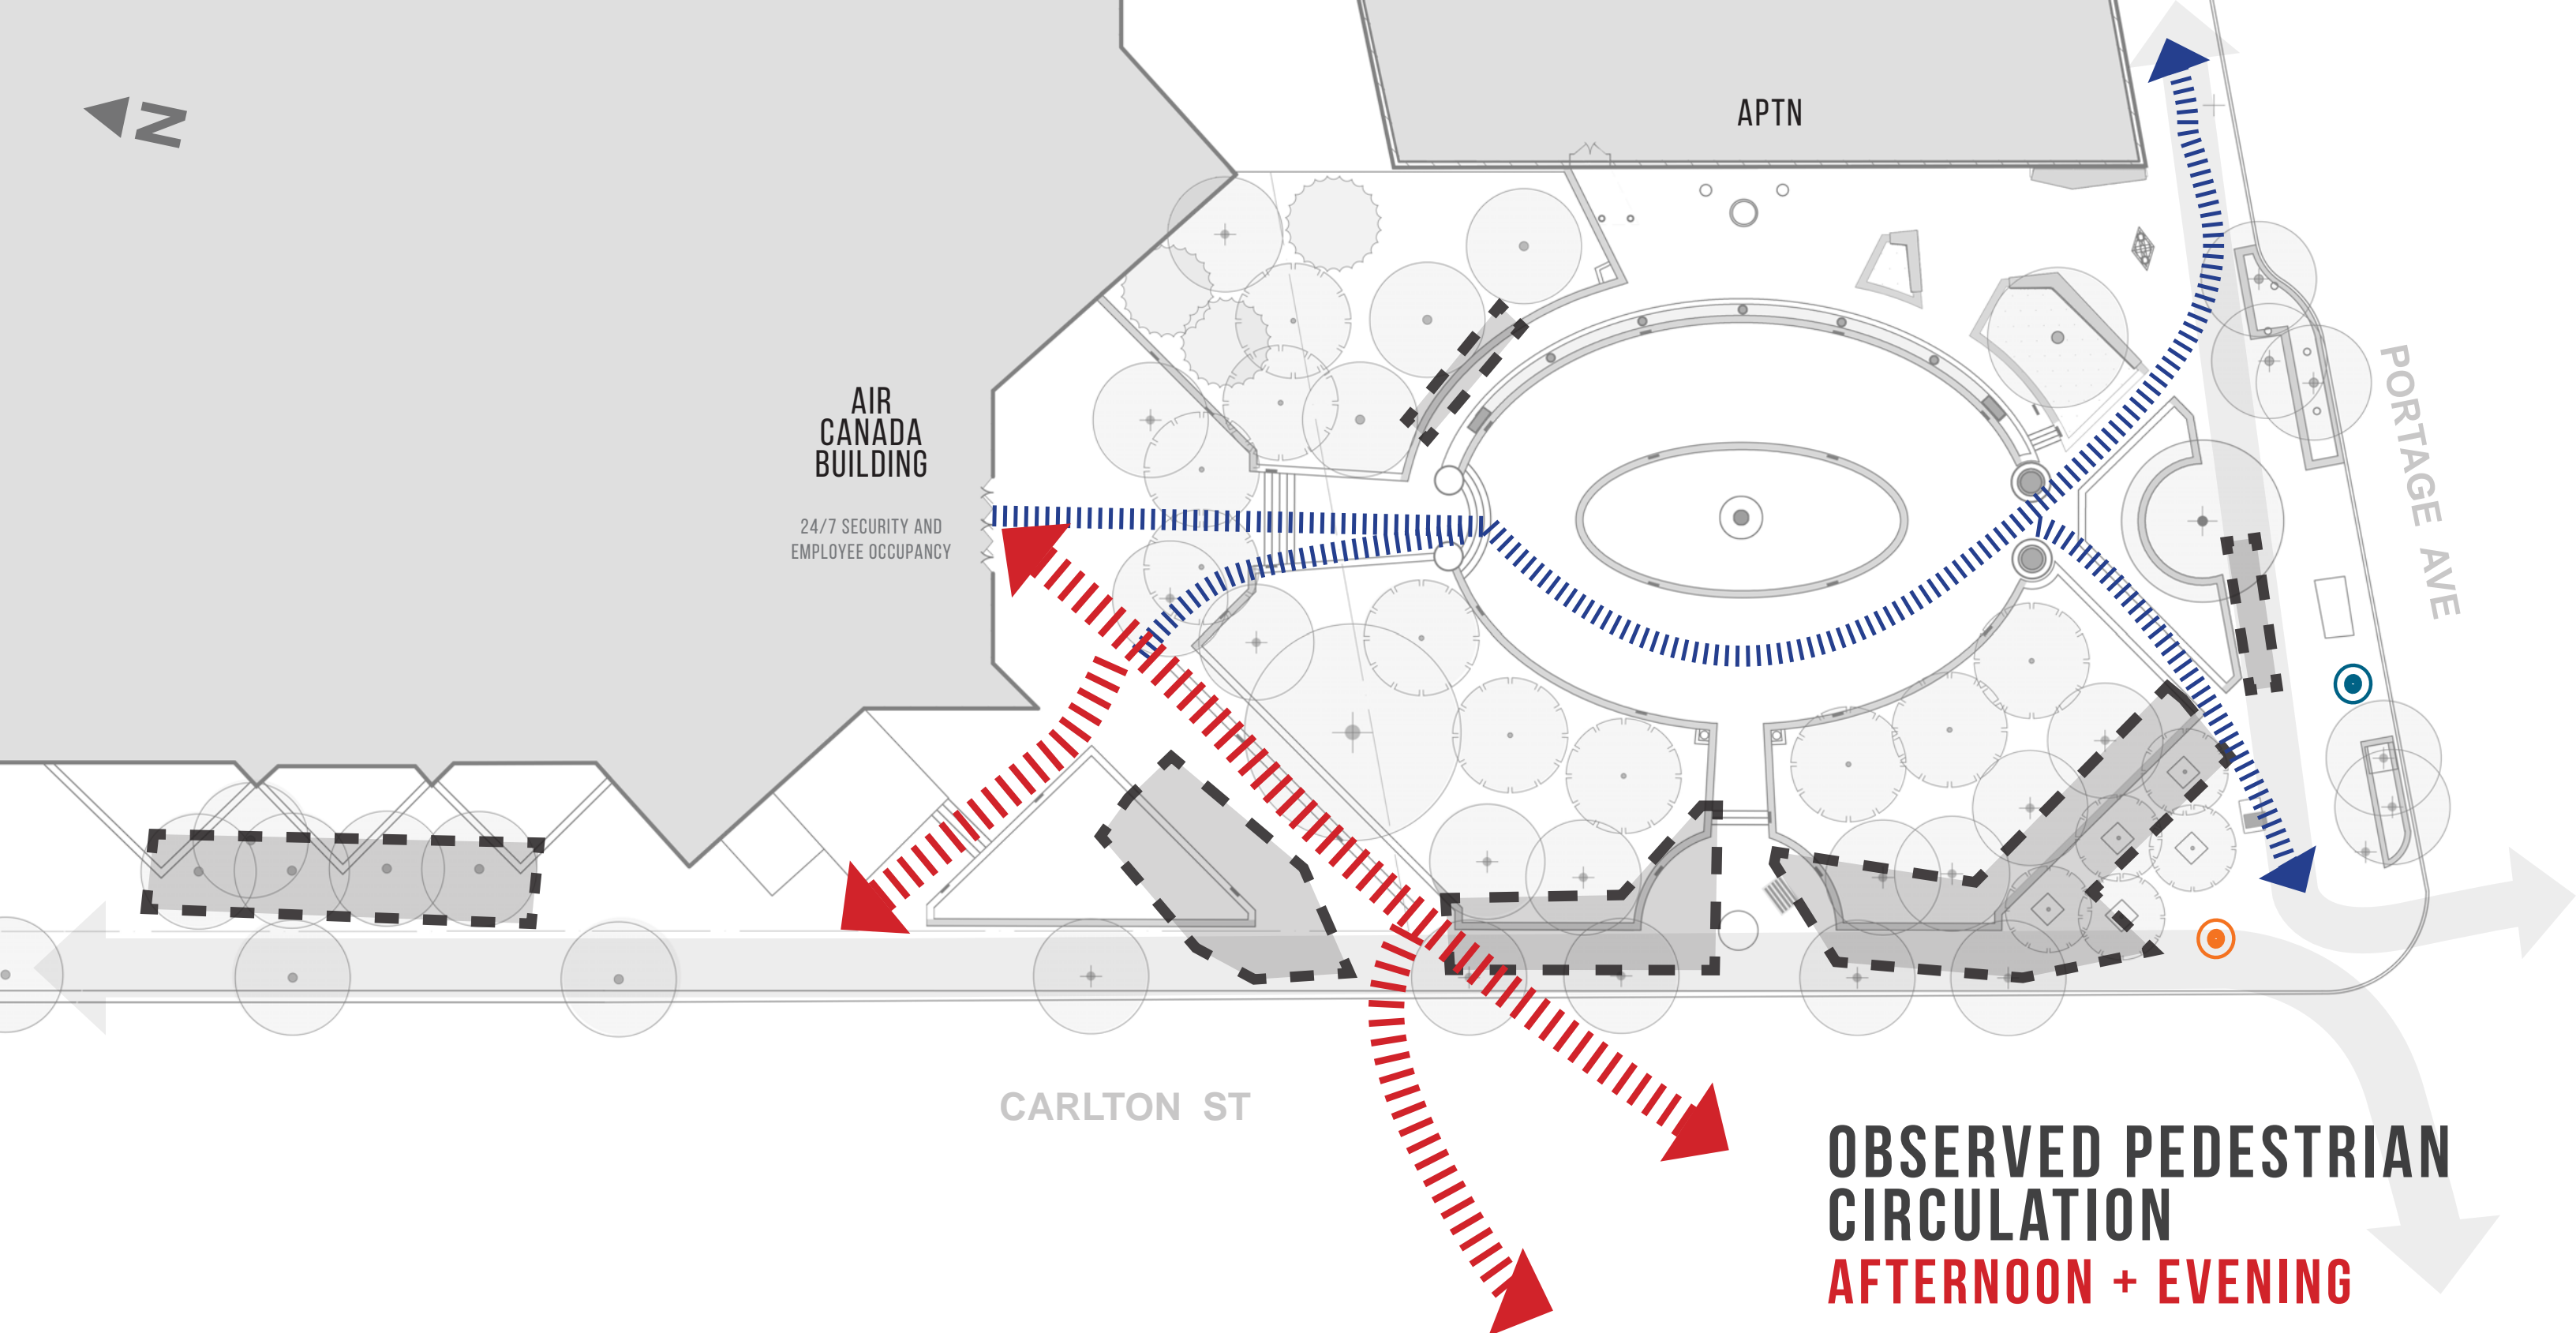 N
APTN
AIR
CANADA
BUILDING
24/7 SECURITY AND
EMPLOYEE OCCUPANCY
PORTAGE AVE
CARLTON ST
OBSERVED PEDESTRIAN
CIRCULATION
AFTERNOON + EVENING